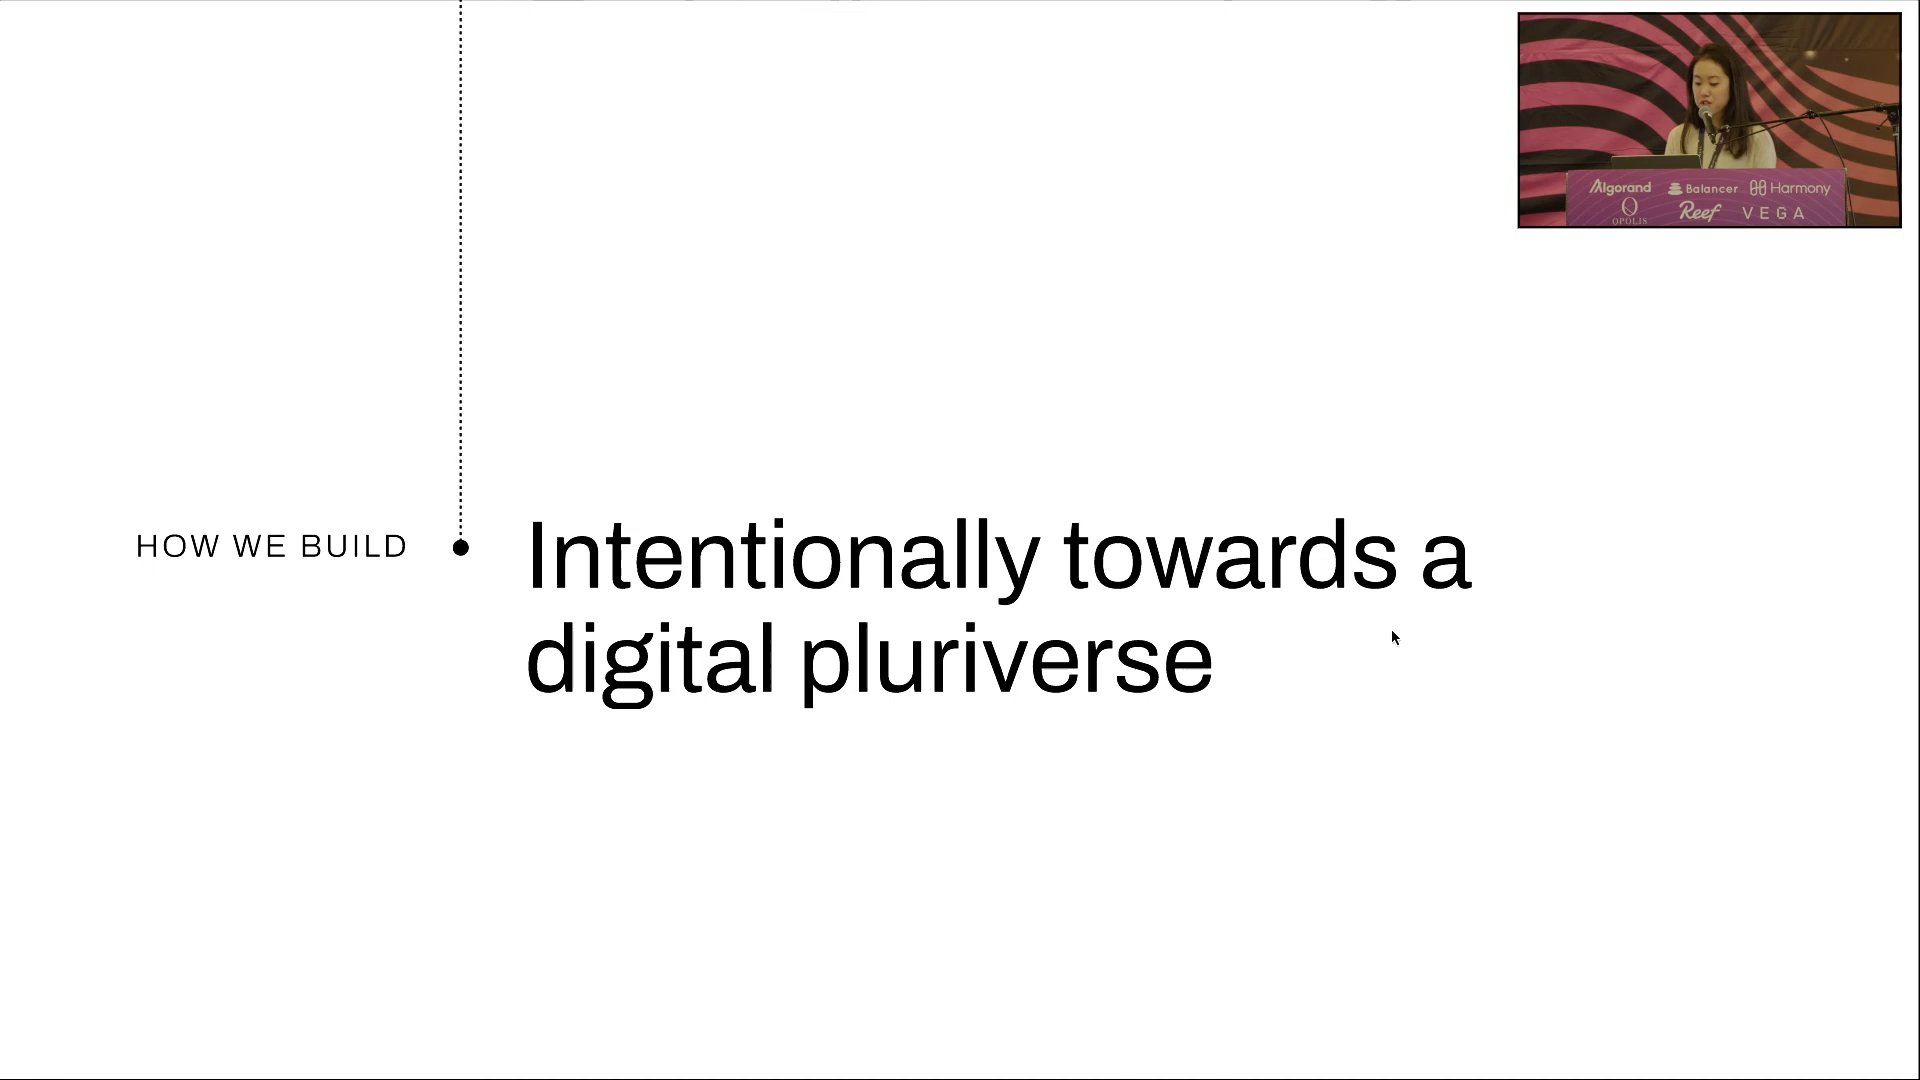 HOW WE BUILD
Intentionally towards a
digital pluriverse
Algorand Balancer Harmony
OPOLIS Reef VEGA